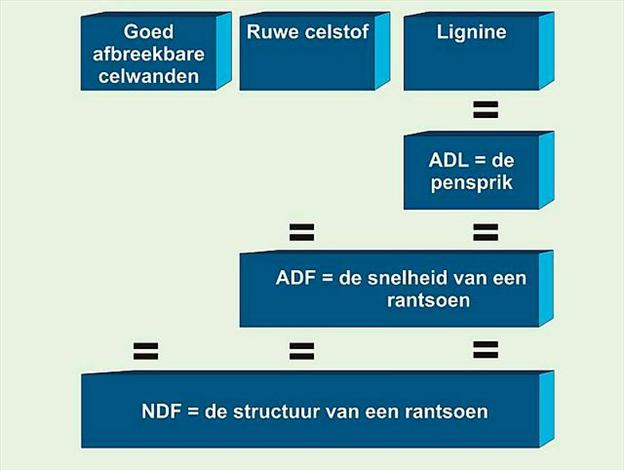 Goed
afbreekbare
celwanden
Ruwe celstof
Lignine
=
ADL = de
pensprik
= =
ADF = de snelheid van een
rantsoen
= = =
NDF = de structuur van een rantsoen